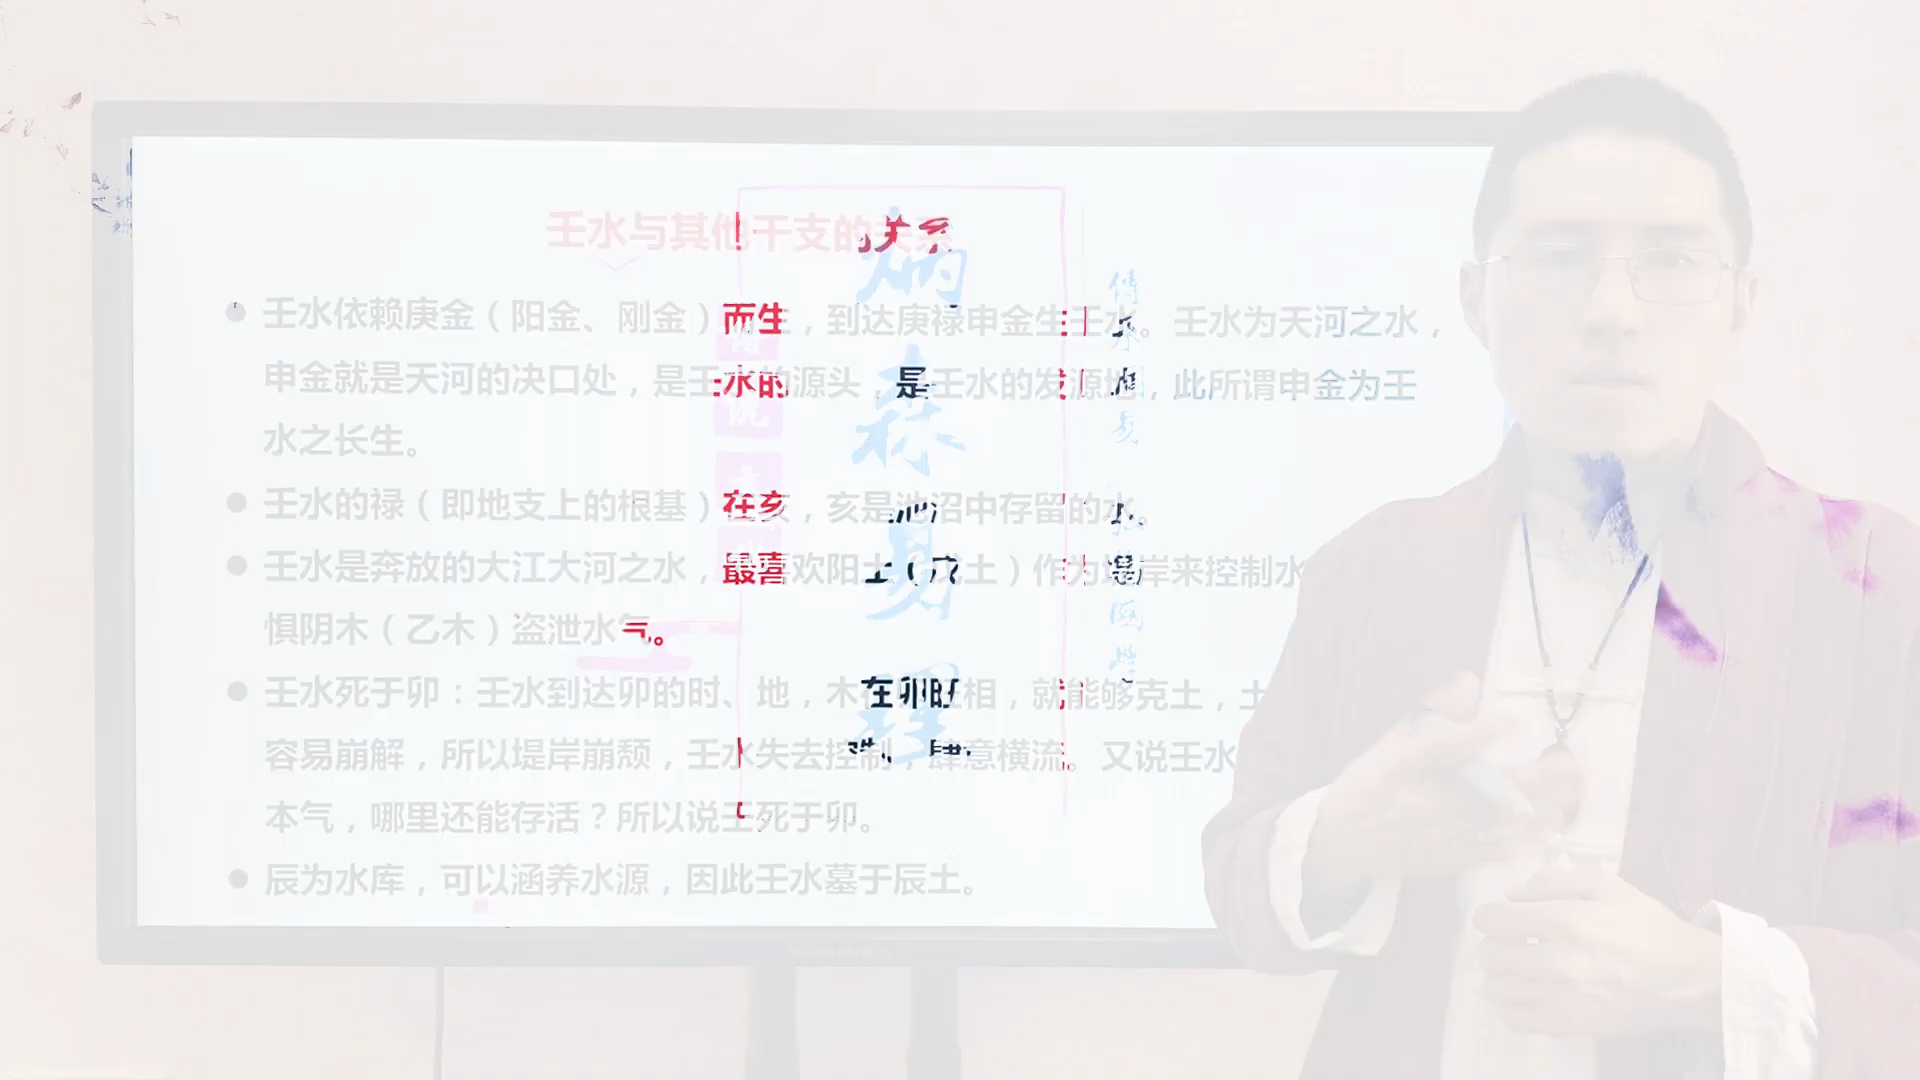 壬水与其他干支的关系
壬水依赖庚金（阳金、刚金）而生，到达庚禄申金生壬水。壬水为天河之水，
申金就是天河的决口处，是壬水的源头，是壬水的发源地，此所谓申金为壬
水之长生。
壬水的禄（即地支上的根基）在亥，亥是池沼中存留的水。
壬水是奔放的大江大河之水，最喜欢阳土（戊土）作为堤岸来控制水
惧阴木（乙木）盗泄水气。
壬水死于卯：壬水到达卯的时、地，木在卯旺相，就能够克土，土
容易崩解，所以堤岸崩颓，壬水失去控制，肆意横流。又说壬水
本气，哪里还能存活？所以说壬死于卯。
辰为水库，可以涵养水源，因此壬水墓于辰土。
炳森易理